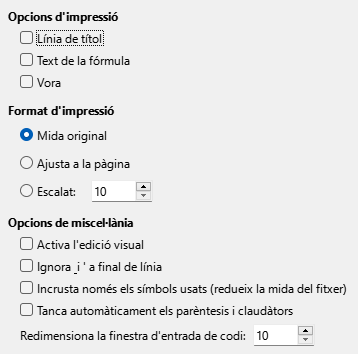 Opcions d'impressió
Línia de títol
Text de la fórmula
Vora
Format d'impressió
Mida original
Ajusta a la pàgina
Escalat: 10
Opcions de miscel·lània
Activa l'edició visual
Ignora ͟ i ' a final de línia
Incrusta només els símbols usats (redueix la mida del fitxer)
Tanca automàticament els parèntesis i claudàtors
Redimensiona la finestra d'entrada de codi: 10